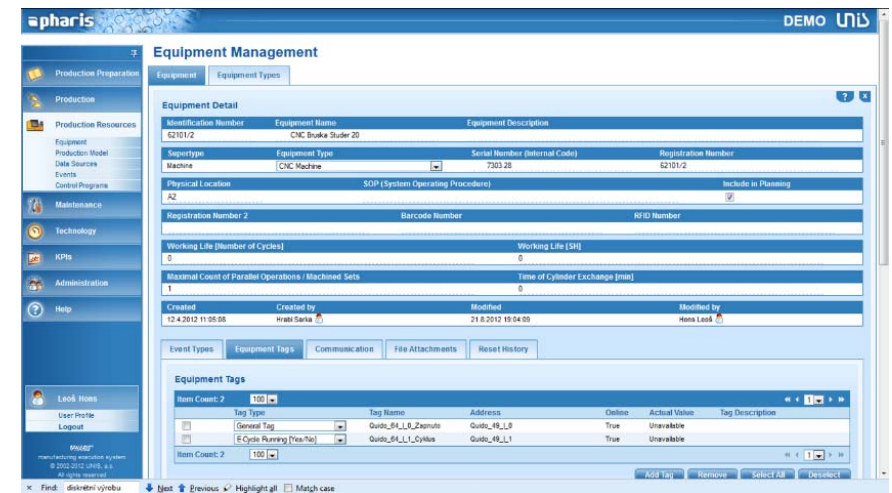 pharis
DEMO UNIS
Equipment Management
Equipment Equipment Types
Production Preparation
Production
Production Resources
Equipment
Production Model
Data Sources
Events
Control Programs
Maintenance
Technology
KPIs
Administration
Help
Equipment Detail
Identification Number Equipment Name Equipment Description
62101/2 CNC Bruska Studer 20
Supertype Equipment Type Serial Number (Internal Code) Registration Number
Machine CNC Machine 7303 28 62101/2
Physical Location SOP (System Operating Procedure) Include in Planning
A2
Registration Number 2 Barcode Number RFID Number
Working Life [Number of Cycles] Working Life [SH]
0 0
Maximal Count of Parallel Operations / Machined Sets Time of Cylinder Exchange [min]
1 0
Created Created by Modified Modified by
12.4.2012 11:05:08 Hrabí Sarka 21.8.2012 19:04:09 Hons Leoš
Event Types Equipment Tags Communication File Attachments Reset History
Equipment Tags
Item Count: 2 100 1
Tag Type Tag Name Address Online Actual Value Tag Description
General Tag Guido_64_I_0_Zapnuto Guido_49_I_0 True Unavailable
E-Cycle Running [Yes/No] Guido_64_I_1_Cyklus Guido_49_I_1 True Unavailable
Item Count: 2 100 1
Add Tag Remove Select All Deselect
Leoš Hons
User Profile
Logout
manufacturing execution system
© 2002-2012 UNIS, a.s.
All rights reserved
× Find: diskrétní výrobu Next Previous Highlight all Match case